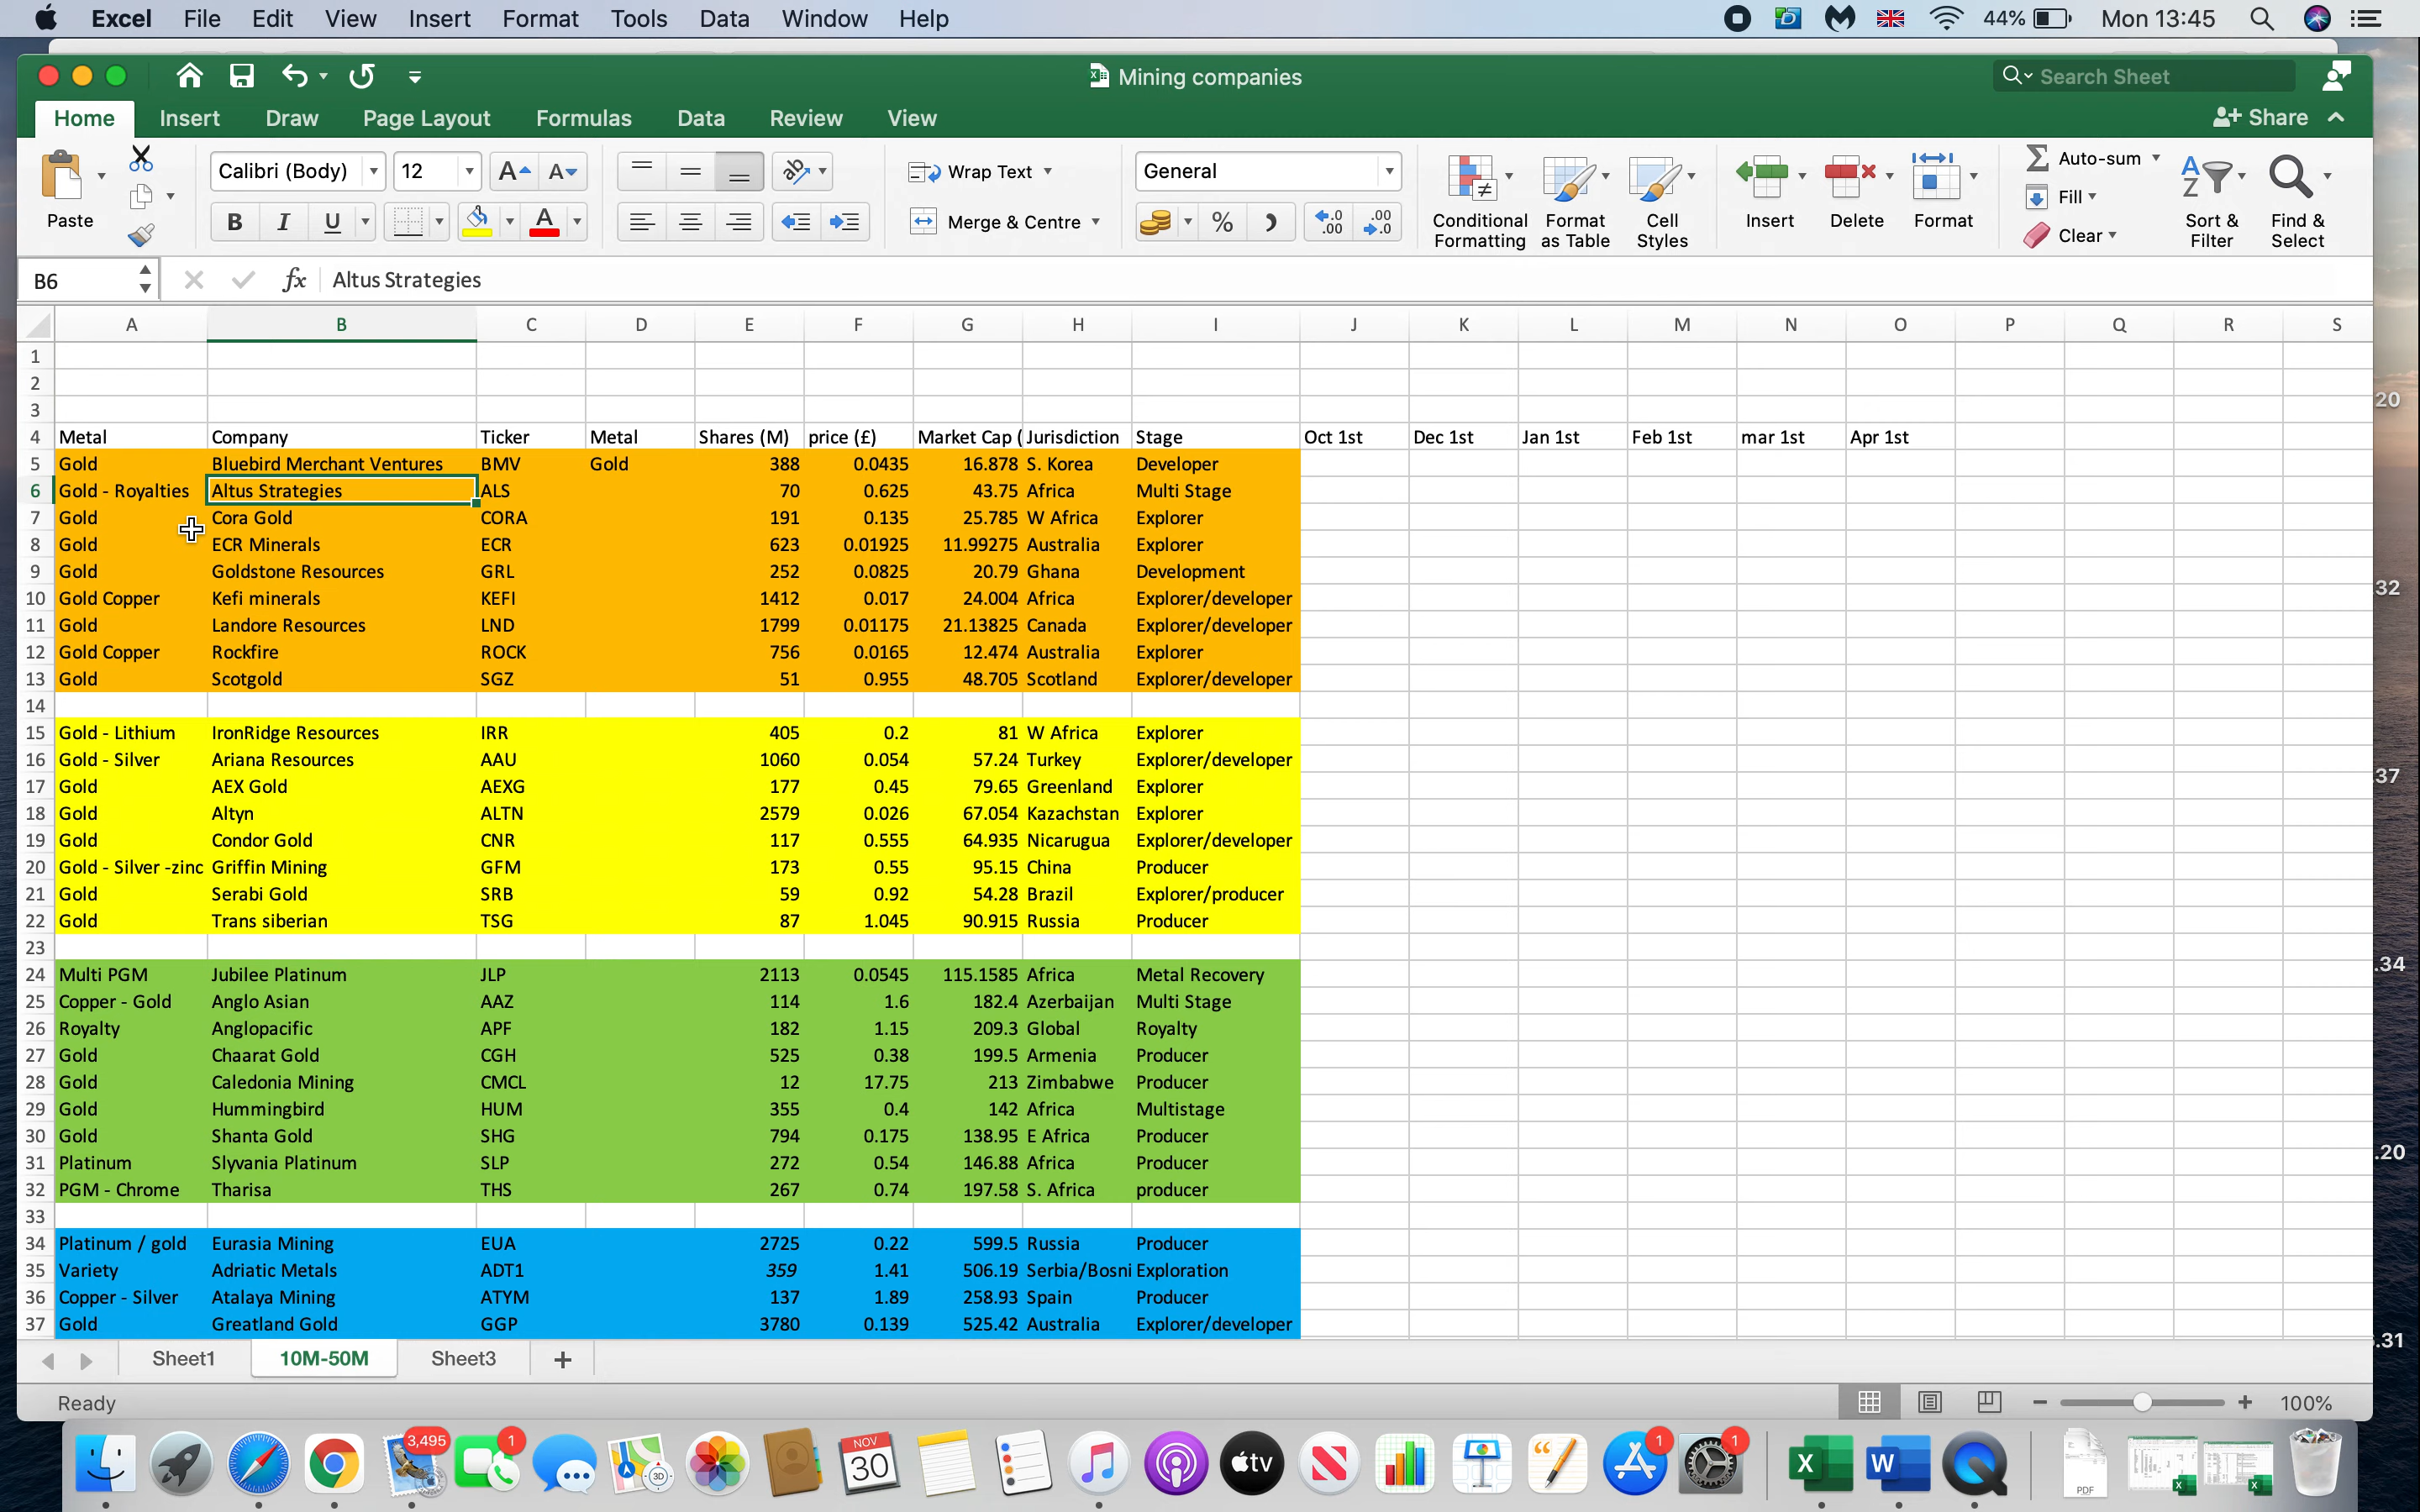 Excel File Edit View Insert Format Tools Data Window Help 44% Mon 13:45
Mining companies Search Sheet
Home Insert Draw Page Layout Formulas Data Review View Share
Paste Calibri (Body) 12 Wrap Text General Auto-sum
Fill
Merge & Centre Conditional Formatting Format as Table Cell Styles Insert Delete Format Clear Sort & Filter Find & Select
B6 fx Altus Strategies
A B C D E F G H I J K L M N O P Q R S
1
2
3
20
4 Metal Company Ticker Metal Shares (M) price (£) Market Cap ( Jurisdiction Stage Oct 1st Dec 1st Jan 1st Feb 1st mar 1st Apr 1st
5 Gold Bluebird Merchant Ventures BMV Gold 388 0.0435 16.878 S. Korea Developer
6 Gold - Royalties Altus Strategies ALS 70 0.625 43.75 Africa Multi Stage
7 Gold Cora Gold CORA 191 0.135 25.785 W Africa Explorer
8 Gold ECR Minerals ECR 623 0.01925 11.99275 Australia Explorer
9 Gold Goldstone Resources GRL 252 0.0825 20.79 Ghana Development
.32
10 Gold Copper Kefi minerals KEFI 1412 0.017 24.004 Africa Explorer/developer
11 Gold Landore Resources LND 1799 0.01175 21.13825 Canada Explorer/developer
12 Gold Copper Rockfire ROCK 756 0.0165 12.474 Australia Explorer
13 Gold Scotgold SGZ 51 0.955 48.705 Scotland Explorer/developer
14
15 Gold - Lithium IronRidge Resources IRR 405 0.2 81 W Africa Explorer
16 Gold - Silver Ariana Resources AAU 1060 0.054 57.24 Turkey Explorer/developer
.37
17 Gold AEX Gold AEXG 177 0.45 79.65 Greenland Explorer
18 Gold Altyn ALTN 2579 0.026 67.054 Kazachstan Explorer
19 Gold Condor Gold CNR 117 0.555 64.935 Nicarugua Explorer/developer
20 Gold - Silver -zinc Griffin Mining GFM 173 0.55 95.15 China Producer
21 Gold Serabi Gold SRB 59 0.92 54.28 Brazil Explorer/producer
22 Gold Trans siberian TSG 87 1.045 90.915 Russia Producer
23
.34
24 Multi PGM Jubilee Platinum JLP 2113 0.0545 115.1585 Africa Metal Recovery
25 Copper - Gold Anglo Asian AAZ 114 1.6 182.4 Azerbaijan Multi Stage
26 Royalty Anglopacific APF 182 1.15 209.3 Global Royalty
27 Gold Chaarat Gold CGH 525 0.38 199.5 Armenia Producer
28 Gold Caledonia Mining CMCL 12 17.75 213 Zimbabwe Producer
29 Gold Hummingbird HUM 355 0.4 142 Africa Multistage
30 Gold Shanta Gold SHG 794 0.175 138.95 E Africa Producer
.20
31 Platinum Slyvania Platinum SLP 272 0.54 146.88 Africa Producer
32 PGM - Chrome Tharisa THS 267 0.74 197.58 S. Africa producer
33
34 Platinum / gold Eurasia Mining EUA 2725 0.22 599.5 Russia Producer
35 Variety Adriatic Metals ADT1 359 1.41 506.19 Serbia/Bosni Exploration
36 Copper - Silver Atalaya Mining ATYM 137 1.89 258.93 Spain Producer
37 Gold Greatland Gold GGP 3780 0.139 525.42 Australia Explorer/developer
.31
Sheet1 10M-50M Sheet3
Ready 100%
3,495 1 3D NOV 30 tv 1 1 X W PDF